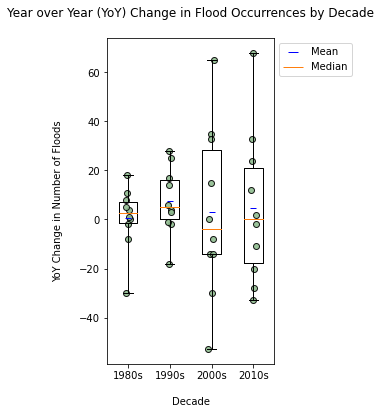 Year over Year (YoY) Change in Flood Occurrences by Decade
Mean
Median
YoY Change in Number of Floods
60
40
20
0
−20
−40
1980s 1990s 2000s 2010s
Decade